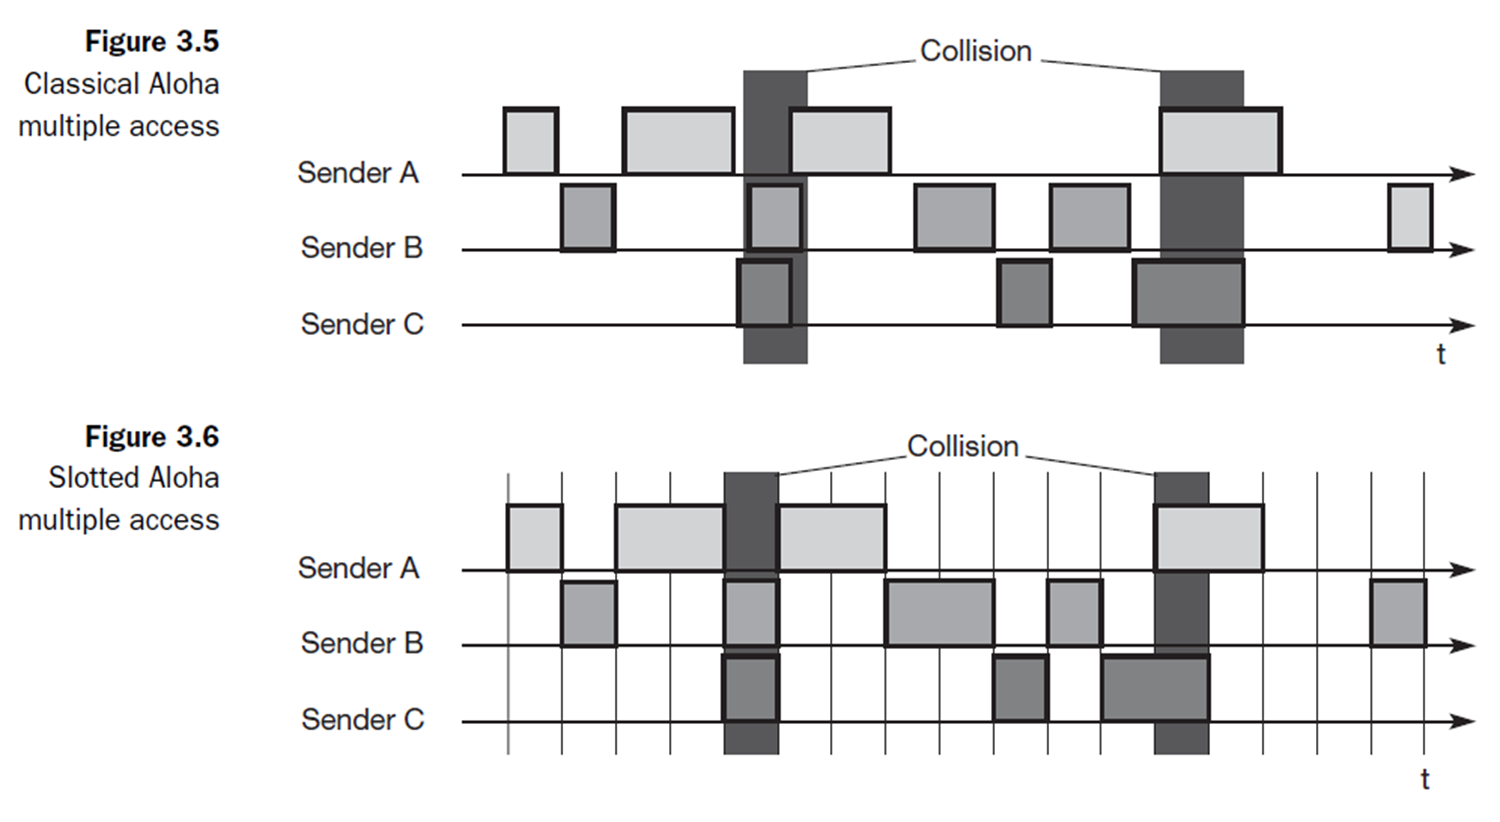 Figure 3.5
Classical Aloha
multiple access
Collision
Sender A
Sender B
Sender C
t
Figure 3.6
Slotted Aloha
multiple access
Collision
Sender A
Sender B
Sender C
t